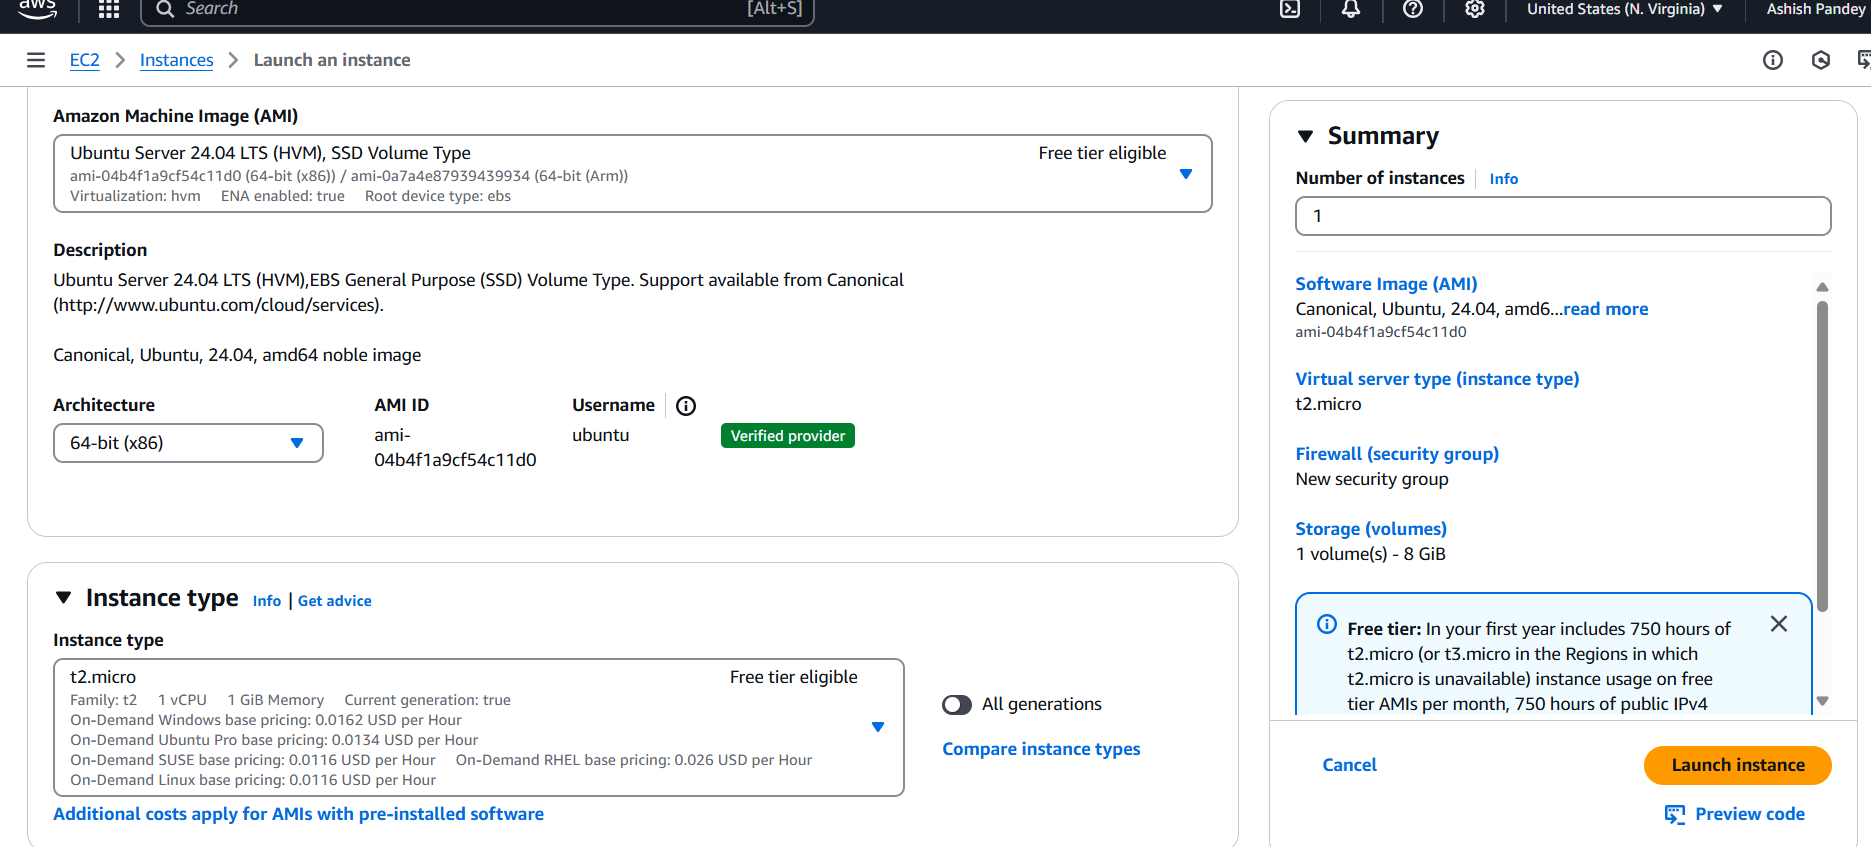 aws
Search
[Alt+S]
United States (N. Virginia)
Ashish Pandey
EC2
Instances
Launch an instance
Amazon Machine Image (AMI)
Ubuntu Server 24.04 LTS (HVM), SSD Volume Type
Free tier eligible
ami-04b4f1a9cf54c11d0 (64-bit (x86)) / ami-0a7a4e87939439934 (64-bit (Arm))
Virtualization: hvm ENA enabled: true Root device type: ebs
Description
Ubuntu Server 24.04 LTS (HVM),EBS General Purpose (SSD) Volume Type. Support available from Canonical
(http://www.ubuntu.com/cloud/services).
Canonical, Ubuntu, 24.04, amd64 noble image
Architecture
64-bit (x86)
AMI ID
ami-
04b4f1a9cf54c11d0
Username
ubuntu
Verified provider
Instance type Info | Get advice
Instance type
t2.micro
Free tier eligible
Family: t2 1 vCPU 1 GiB Memory Current generation: true
On-Demand Windows base pricing: 0.0162 USD per Hour
On-Demand Ubuntu Pro base pricing: 0.0134 USD per Hour
On-Demand SUSE base pricing: 0.0116 USD per Hour On-Demand RHEL base pricing: 0.026 USD per Hour
On-Demand Linux base pricing: 0.0116 USD per Hour
Additional costs apply for AMIs with pre-installed software
All generations
Compare instance types
Summary
Number of instances Info
1
Software Image (AMI)
Canonical, Ubuntu, 24.04, amd6...read more
ami-04b4f1a9cf54c11d0
Virtual server type (instance type)
t2.micro
Firewall (security group)
New security group
Storage (volumes)
1 volume(s) - 8 GiB
Free tier: In your first year includes 750 hours of
t2.micro (or t3.micro in the Regions in which
t2.micro is unavailable) instance usage on free
tier AMIs per month, 750 hours of public IPv4
Cancel
Launch instance
Preview code